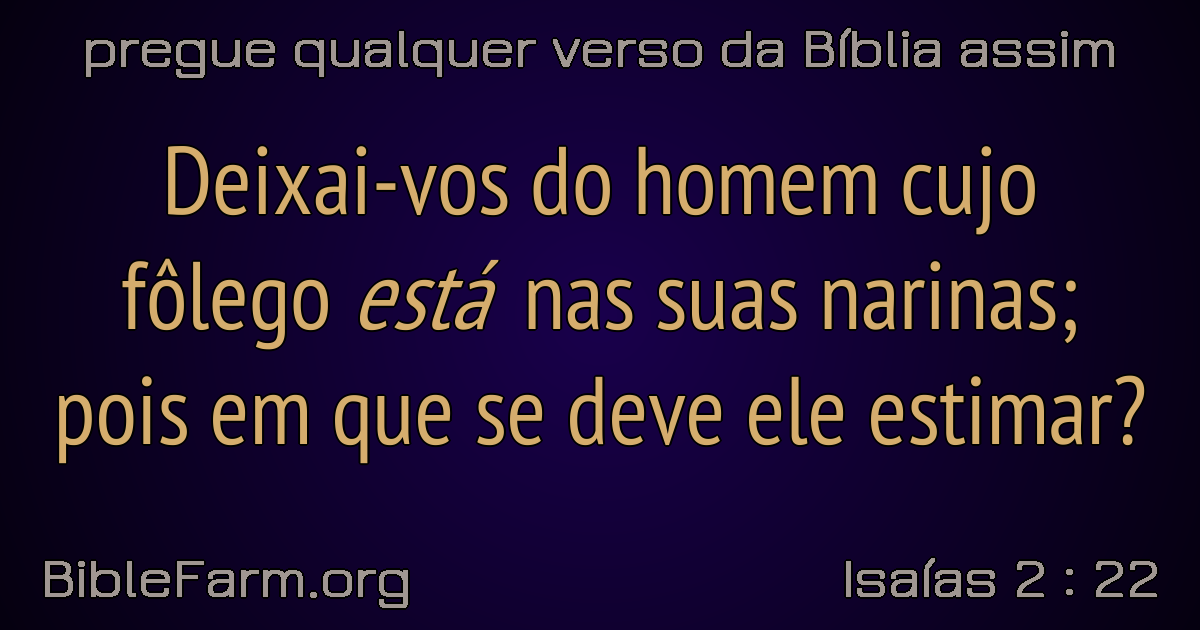 pregue qualquer verso da Bíblia assim
Deixai-vos do homem cujo
fôlego está nas suas narinas;
pois em que se deve ele estimar?
BibleFarm.org
Isaías 2 : 22